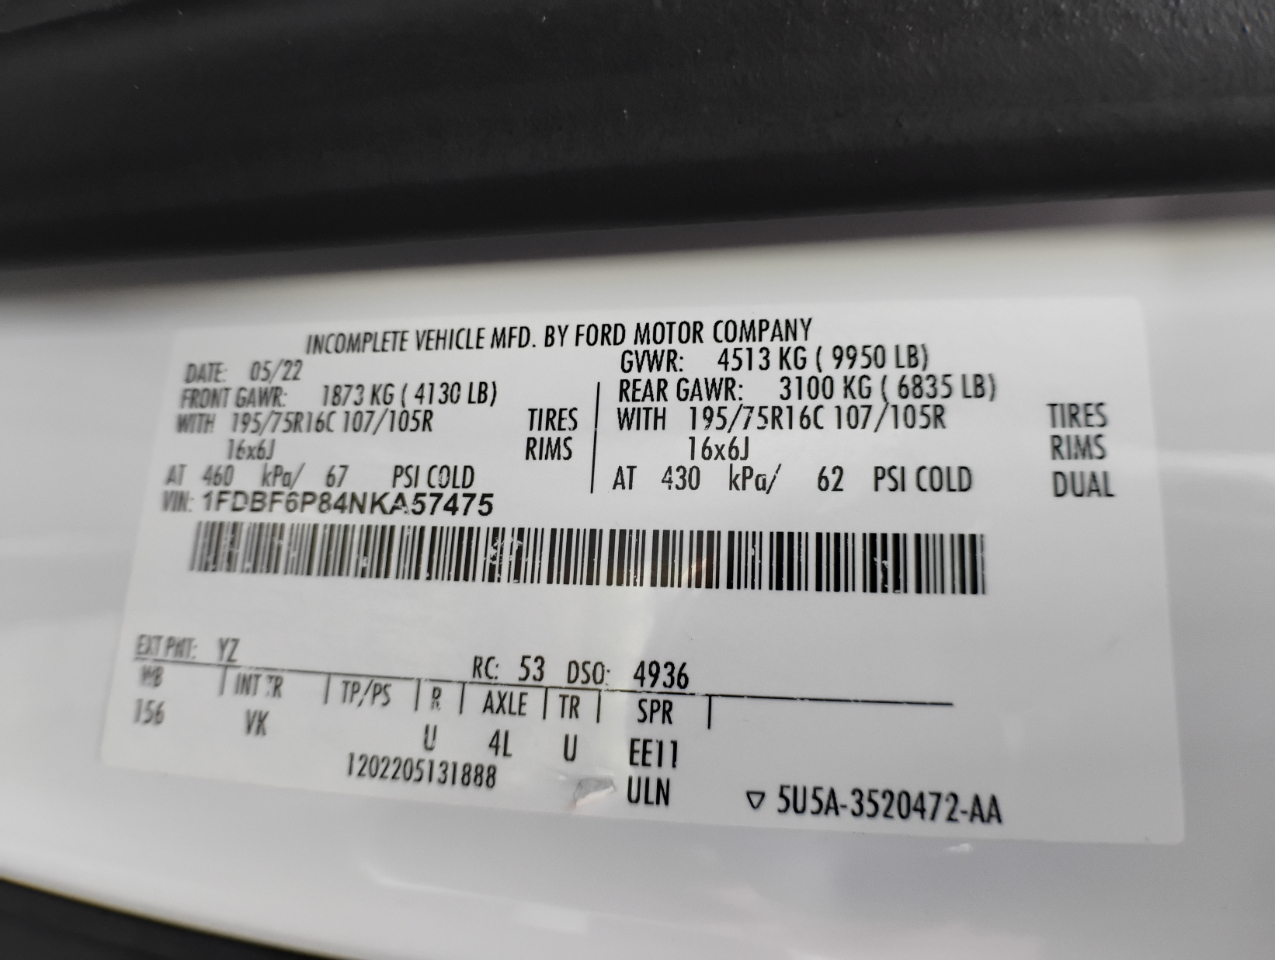 INCOMPLETE VEHICLE MFD. BY FORD MOTOR COMPANY
DATE: 05/22 GVWR: 4513 KG ( 9950 LB)
FRONT GAWR: 1873 KG ( 4130 LB) REAR GAWR: 3100 KG ( 6835 LB)
WITH 195/75R16C 107/105R TIRES WITH 195/75R16C 107/105R TIRES
16x6J RIMS 16x6J RIMS
AT 460 kPa/ 67 PSI COLD AT 430 kPa/ 62 PSI COLD DUAL
VIN: 1FDBF6P84NKA57475
EXT PNT: YZ RC: 53 DSO: 4936
WB INT TR TP/PS R AXLE TR SPR
156 VK U 4L U EE11
1202205131888 ULN 5U5A-3520472-AA